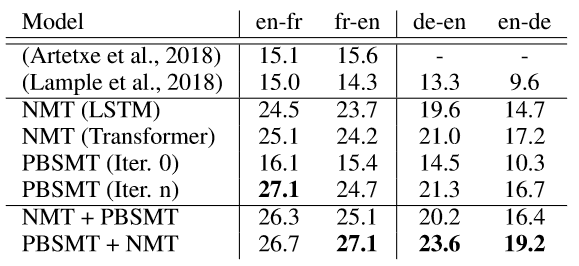 Model en-fr fr-en de-en en-de
(Artetxe et al., 2018) 15.1 15.6 - -
(Lample et al., 2018) 15.0 14.3 13.3 9.6
NMT (LSTM) 24.5 23.7 19.6 14.7
NMT (Transformer) 25.1 24.2 21.0 17.2
PBSMT (Iter. 0) 16.1 15.4 14.5 10.3
PBSMT (Iter. n) 27.1 24.7 21.3 16.7
NMT + PBSMT 26.3 25.1 20.2 16.4
PBSMT + NMT 26.7 27.1 23.6 19.2